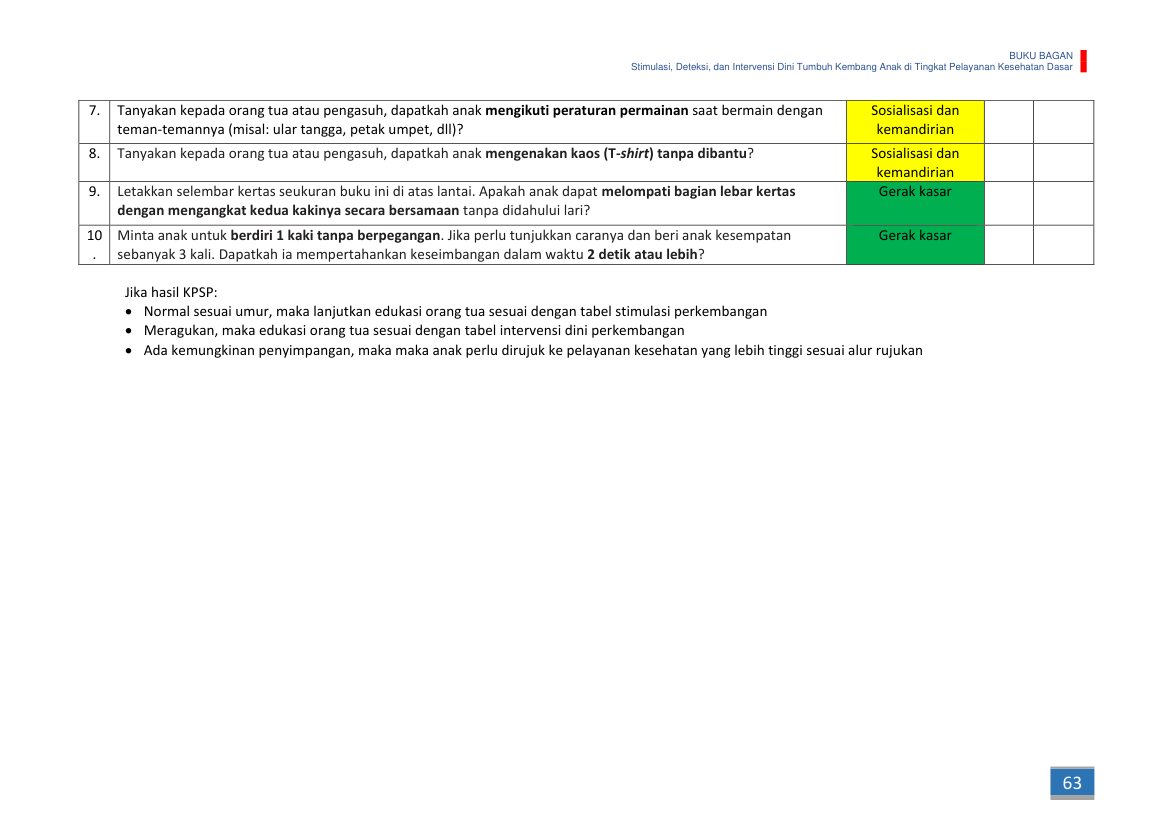 BUKU BAGAN
Stimulasi, Deteksi, dan Intervensi Dini Tumbuh Kembang Anak di Tingkat Pelayanan Kesehatan Dasar
7. Tanyakan kepada orang tua atau pengasuh, dapatkah anak mengikuti peraturan permainan saat bermain dengan
teman-temannya (misal: ular tangga, petak umpet, dll)?
Sosialisasi dan
kemandirian
8. Tanyakan kepada orang tua atau pengasuh, dapatkah anak mengenakan kaos (T-shirt) tanpa dibantu?
Sosialisasi dan
kemandirian
9. Letakkan selembar kertas seukuran buku ini di atas lantai. Apakah anak dapat melompati bagian lebar kertas
dengan mengangkat kedua kakinya secara bersamaan tanpa didahului lari?
Gerak kasar
10
.
Minta anak untuk berdiri 1 kaki tanpa berpegangan. Jika perlu tunjukkan caranya dan beri anak kesempatan
sebanyak 3 kali. Dapatkah ia mempertahankan keseimbangan dalam waktu 2 detik atau lebih?
Gerak kasar
Jika hasil KPSP:
• Normal sesuai umur, maka lanjutkan edukasi orang tua sesuai dengan tabel stimulasi perkembangan
• Meragukan, maka edukasi orang tua sesuai dengan tabel intervensi dini perkembangan
• Ada kemungkinan penyimpangan, maka maka anak perlu dirujuk ke pelayanan kesehatan yang lebih tinggi sesuai alur rujukan
63